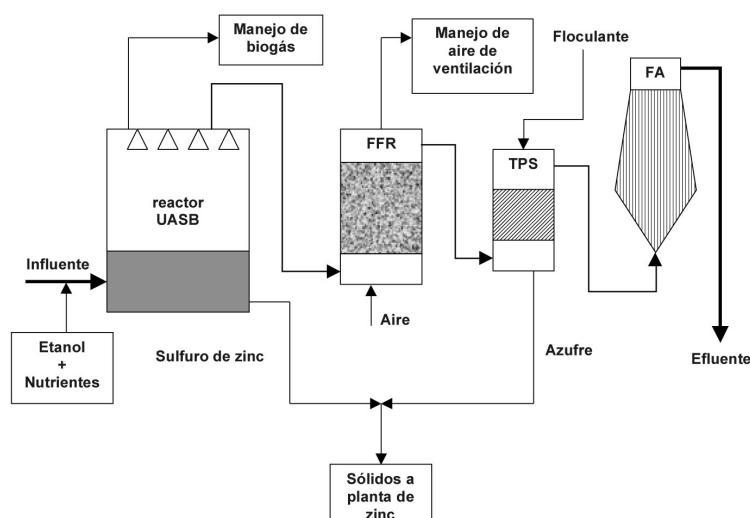 Manejo de
biogás
Manejo de
aire de
ventilación
Floculante
FA
FFR
TPS
reactor
UASB
Influente
Aire
Etanol
+
Nutrientes
Sulfuro de zinc
Azufre
Efluente
Sólidos a
planta de
zinc